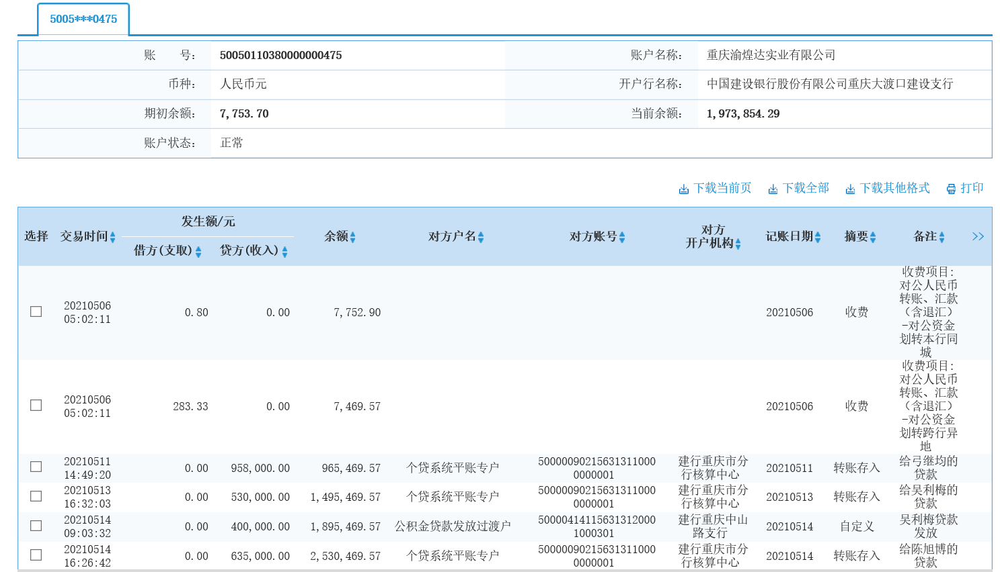 5005***0475
账 号： 50050110380000000475 账户名称： 重庆渝煌达实业有限公司
币种： 人民币元 开户行名称： 中国建设银行股份有限公司重庆大渡口建设支行
期初余额： 7,753.70 当前余额： 1,973,854.29
账户状态： 正常
下载当前页 下载全部 下载其他格式 打印
选择 交易时间 发生额/元 余额 对方户名 对方账号 对方 记账日期 摘要 备注 >>
借方(支取) 贷方(收入) 开户机构
收费项目:
对公人民币
转账、汇款
20210506 0.80 0.00 7,752.90 20210506 收费 （含退汇）
05:02:11 -对公资金
划转本行同
城
收费项目:
对公人民币
转账、汇款
20210506 283.33 0.00 7,469.57 20210506 收费 （含退汇）
05:02:11 -对公资金
划转跨行异
地
20210511 0.00 958,000.00 965,469.57 个贷系统平账专户 50000090215631311000 建行重庆市分 20210511 转账存入 给弓继均的
14:49:20 0000001 行核算中心 贷款
20210513 0.00 530,000.00 1,495,469.57 个贷系统平账专户 50000090215631311000 建行重庆市分 20210513 转账存入 给吴利梅的
16:32:03 0000001 行核算中心 贷款
20210514 0.00 400,000.00 1,895,469.57 公积金贷款发放过渡户 50000414115631312000 建行重庆中山 20210514 自定义 吴利梅贷款
09:03:32 1000301 路支行 发放
20210514 0.00 635,000.00 2,530,469.57 个贷系统平账专户 50000090215631311000 建行重庆市分 20210514 转账存入 给陈旭博的
16:26:42 0000001 行核算中心 贷款